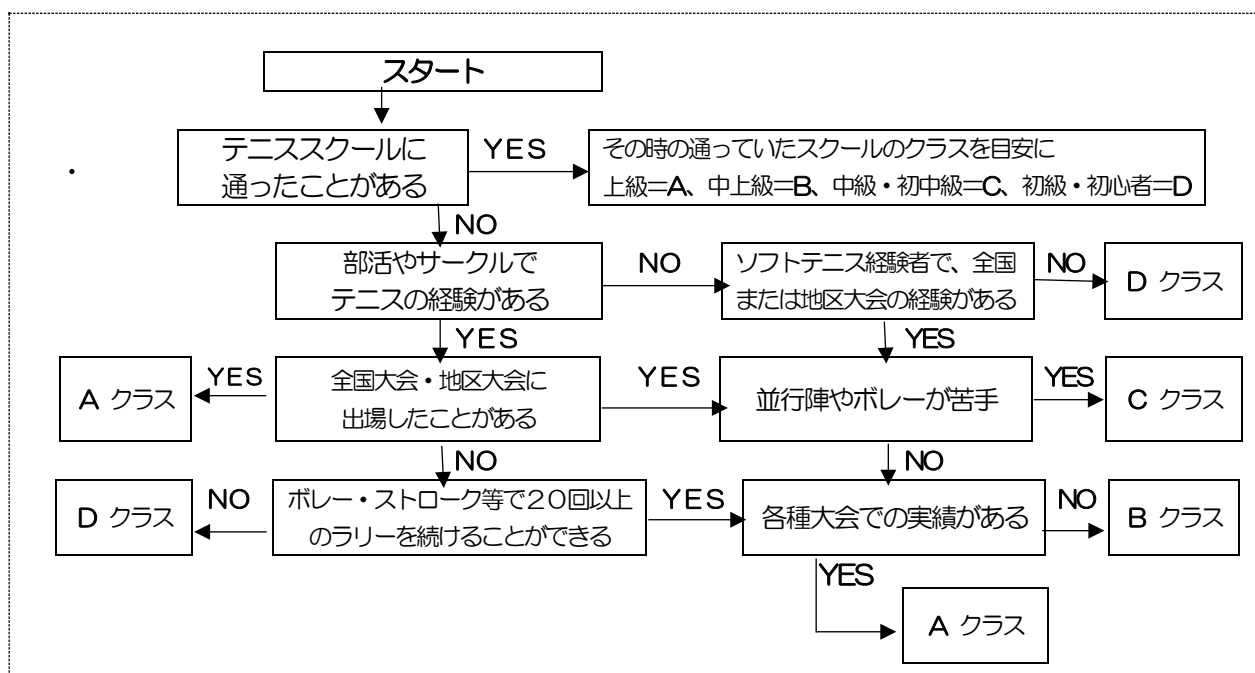 スタート
テニススクールに
通ったことがある
YES
その時の通っていたスクールのクラスを目安に
上級=A、中上級=B、中級・初中級=C、初級・初心者=D
NO
部活やサークルで
テニスの経験がある
NO
ソフトテニス経験者で、全国
または地区大会の経験がある
NO
D クラス
YES
YES
A クラス
YES
全国大会・地区大会に
出場したことがある
YES
並行陣やボレーが苦手
YES
C クラス
NO
NO
D クラス
NO
ボレー・ストローク等で20回以上
のラリーを続けることができる
YES
各種大会での実績がある
NO
B クラス
YES
A クラス